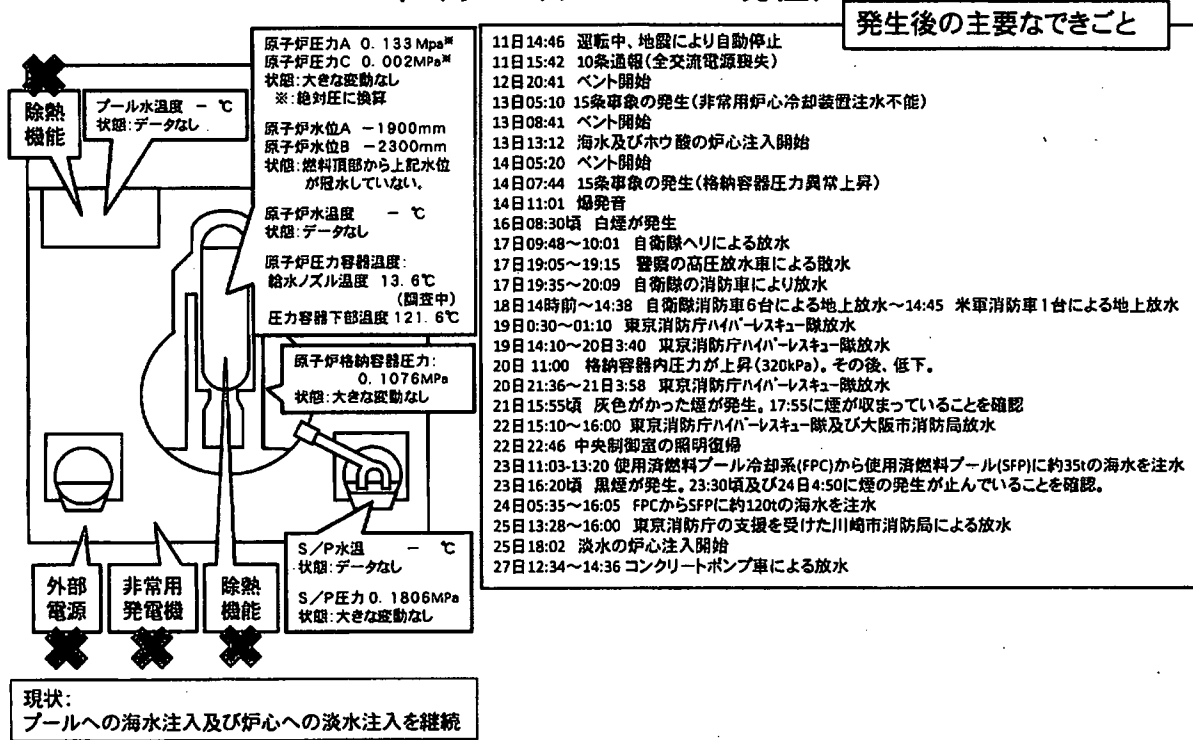 発生後の主要なできごと
原子炉圧力A 0.133Mpa※
原子炉圧力C 0.002MPa※
状態:大きな変動なし
※:絶対圧に換算
原子炉水位A －1900mm
原子炉水位B －2300mm
状態:燃料頂部から上記水位
が冠水していない。
原子炉水温度 － ℃
状態:データなし
原子炉圧力容器温度:
給水ノズル温度 13.6℃
(調査中)
圧力容器下部温度 121.6℃
除熱
機能
プール水温度 － ℃
状態:データなし
原子炉格納容器圧力:
0.1076MPa
状態:大きな変動なし
S／P水温 － ℃
状態:データなし
S／P圧力 0.1806MPa
状態:大きな変動なし
外部
電源
非常用
発電機
除熱
機能
現状:
プールへの海水注入及び炉心への淡水注入を継続
11日14:46 運転中、地震により自動停止
11日15:42 10条通報(全交流電源喪失)
12日20:41 ベント開始
13日05:10 15条事象の発生(非常用炉心冷却装置注水不能)
13日08:41 ベント開始
13日13:12 海水及びホウ酸の炉心注入開始
14日05:20 ベント開始
14日07:44 15条事象の発生(格納容器圧力異常上昇)
14日11:01 爆発音
16日08:30頃 白煙が発生
17日09:48～10:01 自衛隊ヘリによる放水
17日19:05～19:15 警察の高圧放水車による散水
17日19:35～20:09 自衛隊の消防車により放水
18日14時前～14:38 自衛隊消防車6台による地上放水～14:45 米軍消防車1台による地上放水
19日0:30～01:10 東京消防庁ハイパーレスキュー隊放水
19日14:10～20日3:40 東京消防庁ハイパーレスキュー隊放水
20日 11:00 格納容器内圧力が上昇(320kPa)。その後、低下。
20日21:36～21日3:58 東京消防庁ハイパーレスキュー隊放水
21日15:55頃 灰色がかった煙が発生。17:55に煙が収まっていることを確認
22日15:10～16:00 東京消防庁ハイパーレスキュー隊及び大阪市消防局放水
22日22:46 中央制御室の照明復帰
23日11:03-13:20 使用済燃料プール冷却系(FPC)から使用済燃料プール(SFP)に約35tの海水を注水
23日16:20頃 黒煙が発生。23:30頃及び24日4:50に煙の発生が止んでいることを確認。
24日05:35～16:05 FPCからSFPに約120tの海水を注水
25日13:28～16:00 東京消防庁の支援を受けた川崎市消防局による放水
25日18:02 淡水の炉心注入開始
27日12:34～14:36 コンクリートポンプ車による放水